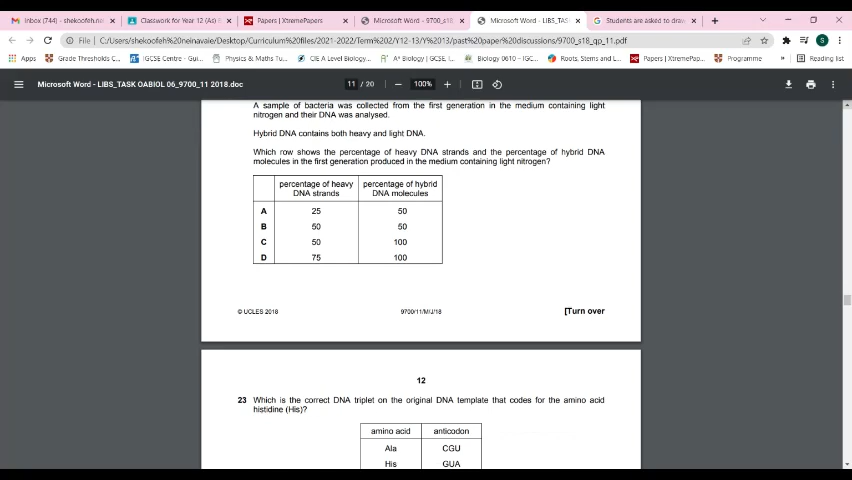 Inbox (744) - shekoofeh.n
Classwork for Year 12 (As) E
Papers | XtremePapers
Microsoft Word - 9700_s18
Microsoft Word - LIBS_TAS
Students are asked to draw
File | C:/Users/shekoofeh%20neinavaie/Desktop/Curriculum%20files/2021-2022/Term%202/Y12-13/Y%2013/past%20paper%20discussions/9700_s18_qp_11.pdf
Apps
Grade Thresholds C...
IGCSE Centre - Gui...
Physics & Maths Tu...
CIE A Level Biology...
A* Biology | IGCSE, I...
Biology 0610 – IGC...
Roots, Stems and L...
Papers | XtremePap...
Programme
»
Reading list
Microsoft Word - LIBS_TASK OABIOL 06_9700_11 2018.doc
11 / 20
100%
A sample of bacteria was collected from the first generation in the medium containing light
nitrogen and their DNA was analysed.
Hybrid DNA contains both heavy and light DNA.
Which row shows the percentage of heavy DNA strands and the percentage of hybrid DNA
molecules in the first generation produced in the medium containing light nitrogen?
percentage of heavy DNA strands
percentage of hybrid DNA molecules
A 25 50
B 50 50
C 50 100
D 75 100
© UCLES 2018
9700/11/M/J/18
[Turn over
12
23 Which is the correct DNA triplet on the original DNA template that codes for the amino acid
histidine (His)?
amino acid anticodon
Ala CGU
His GUA